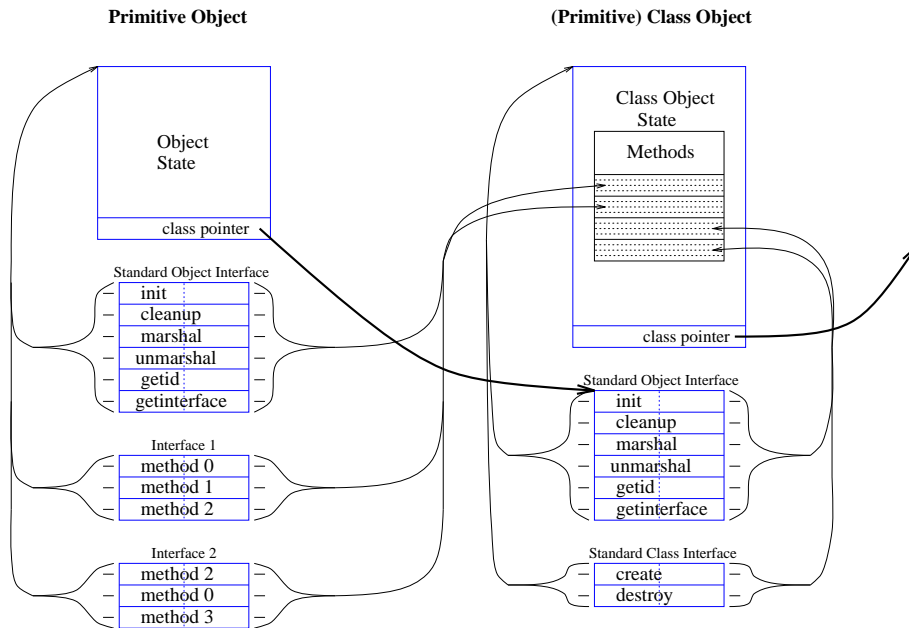 Primitive Object
Object
State
class pointer
Standard Object Interface
init
cleanup
marshal
unmarshal
getid
getinterface
Interface 1
method 0
method 1
method 2
Interface 2
method 2
method 0
method 3
(Primitive) Class Object
Class Object
State
Methods
class pointer
Standard Object Interface
init
cleanup
marshal
unmarshal
getid
getinterface
Standard Class Interface
create
destroy